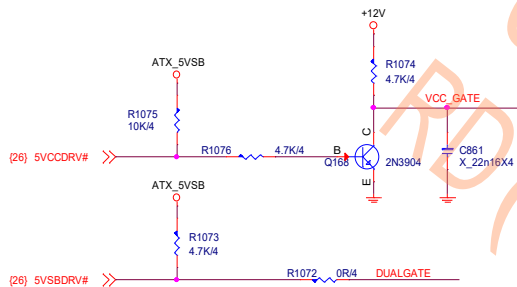 +12V
ATX_5VSB
R1074
4.7K/4
R1075
10K/4
VCC_GATE
C
R1076
4.7K/4
B
C861
X_22n16X4
{26} 5VCCDRV#
Q168
2N3904
E
ATX_5VSB
R1073
4.7K/4
{26} 5VSBDRV#
R1072
0R/4
DUALGATE